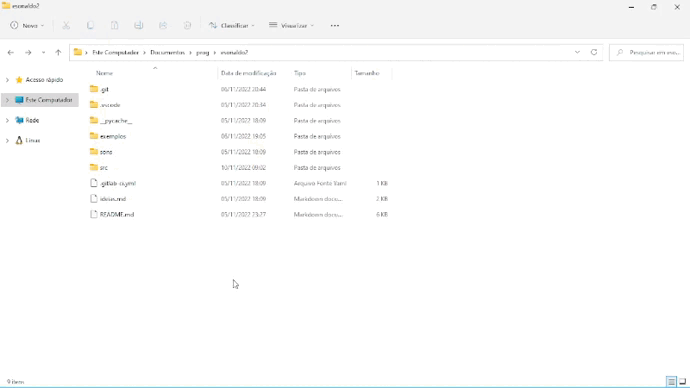 esonaldo2
Novo
Classificar
Visualizar
Este Computador > Documentos > prog > esonaldo2
Pesquisar em eso...
Nome
Data de modificação
Tipo
Tamanho
Acesso rápido
Este Computador
Rede
Linux
.git
06/11/2022 20:44
Pasta de arquivos
.vscode
05/11/2022 20:34
Pasta de arquivos
__pycache__
05/11/2022 18:09
Pasta de arquivos
exemplos
06/11/2022 19:05
Pasta de arquivos
sons
05/11/2022 18:09
Pasta de arquivos
src
10/11/2022 09:02
Pasta de arquivos
.gitlab-ci.yml
05/11/2022 18:09
Arquivo Fonte Yaml
1 KB
ideias.md
05/11/2022 18:09
Markdown docu...
2 KB
README.md
05/11/2022 23:27
Markdown docu...
6 KB
9 itens